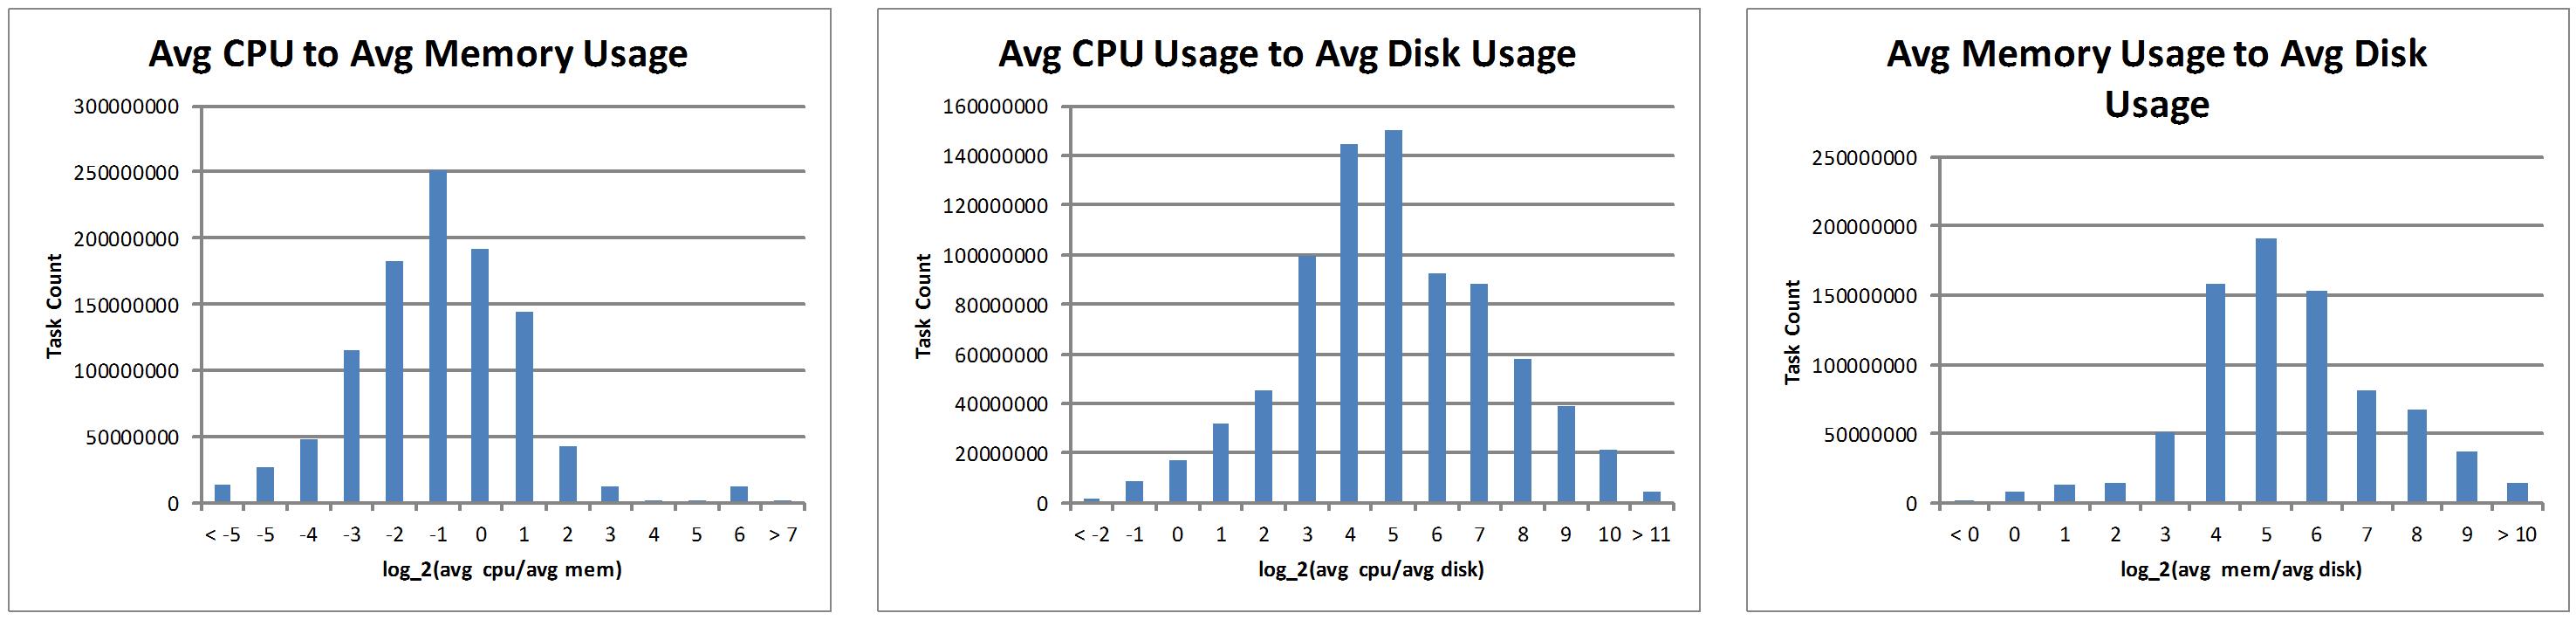 Avg CPU to Avg Memory Usage
300000000
250000000
200000000
150000000
100000000
50000000
0
Task Count
< -5 -5 -4 -3 -2 -1 0 1 2 3 4 5 6 > 7
log_2(avg cpu/avg mem)
Avg CPU Usage to Avg Disk Usage
160000000
140000000
120000000
100000000
80000000
60000000
40000000
20000000
0
Task Count
< -2 -1 0 1 2 3 4 5 6 7 8 9 10 > 11
log_2(avg cpu/avg disk)
Avg Memory Usage to Avg Disk
Usage
250000000
200000000
150000000
100000000
50000000
0
Task Count
< 0 0 1 2 3 4 5 6 7 8 9 > 10
log_2(avg mem/avg disk)